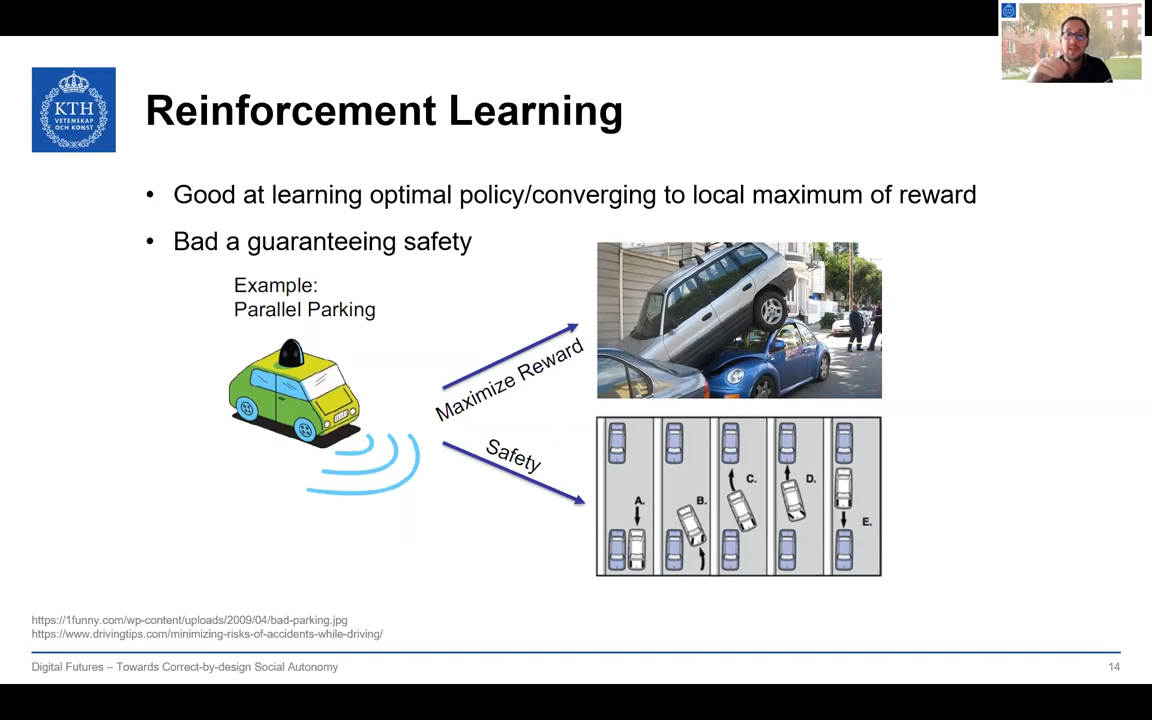 KTH
VETENSKAP
OCH KONST
Reinforcement Learning
• Good at learning optimal policy/converging to local maximum of reward
• Bad a guaranteeing safety
Example:
Parallel Parking
Maximize Reward
Safety
A.
B.
C.
D.
E.
https://1funny.com/wp-content/uploads/2009/04/bad-parking.jpg
https://www.drivingtips.com/minimizing-risks-of-accidents-while-driving/
Digital Futures – Towards Correct-by-design Social Autonomy
14